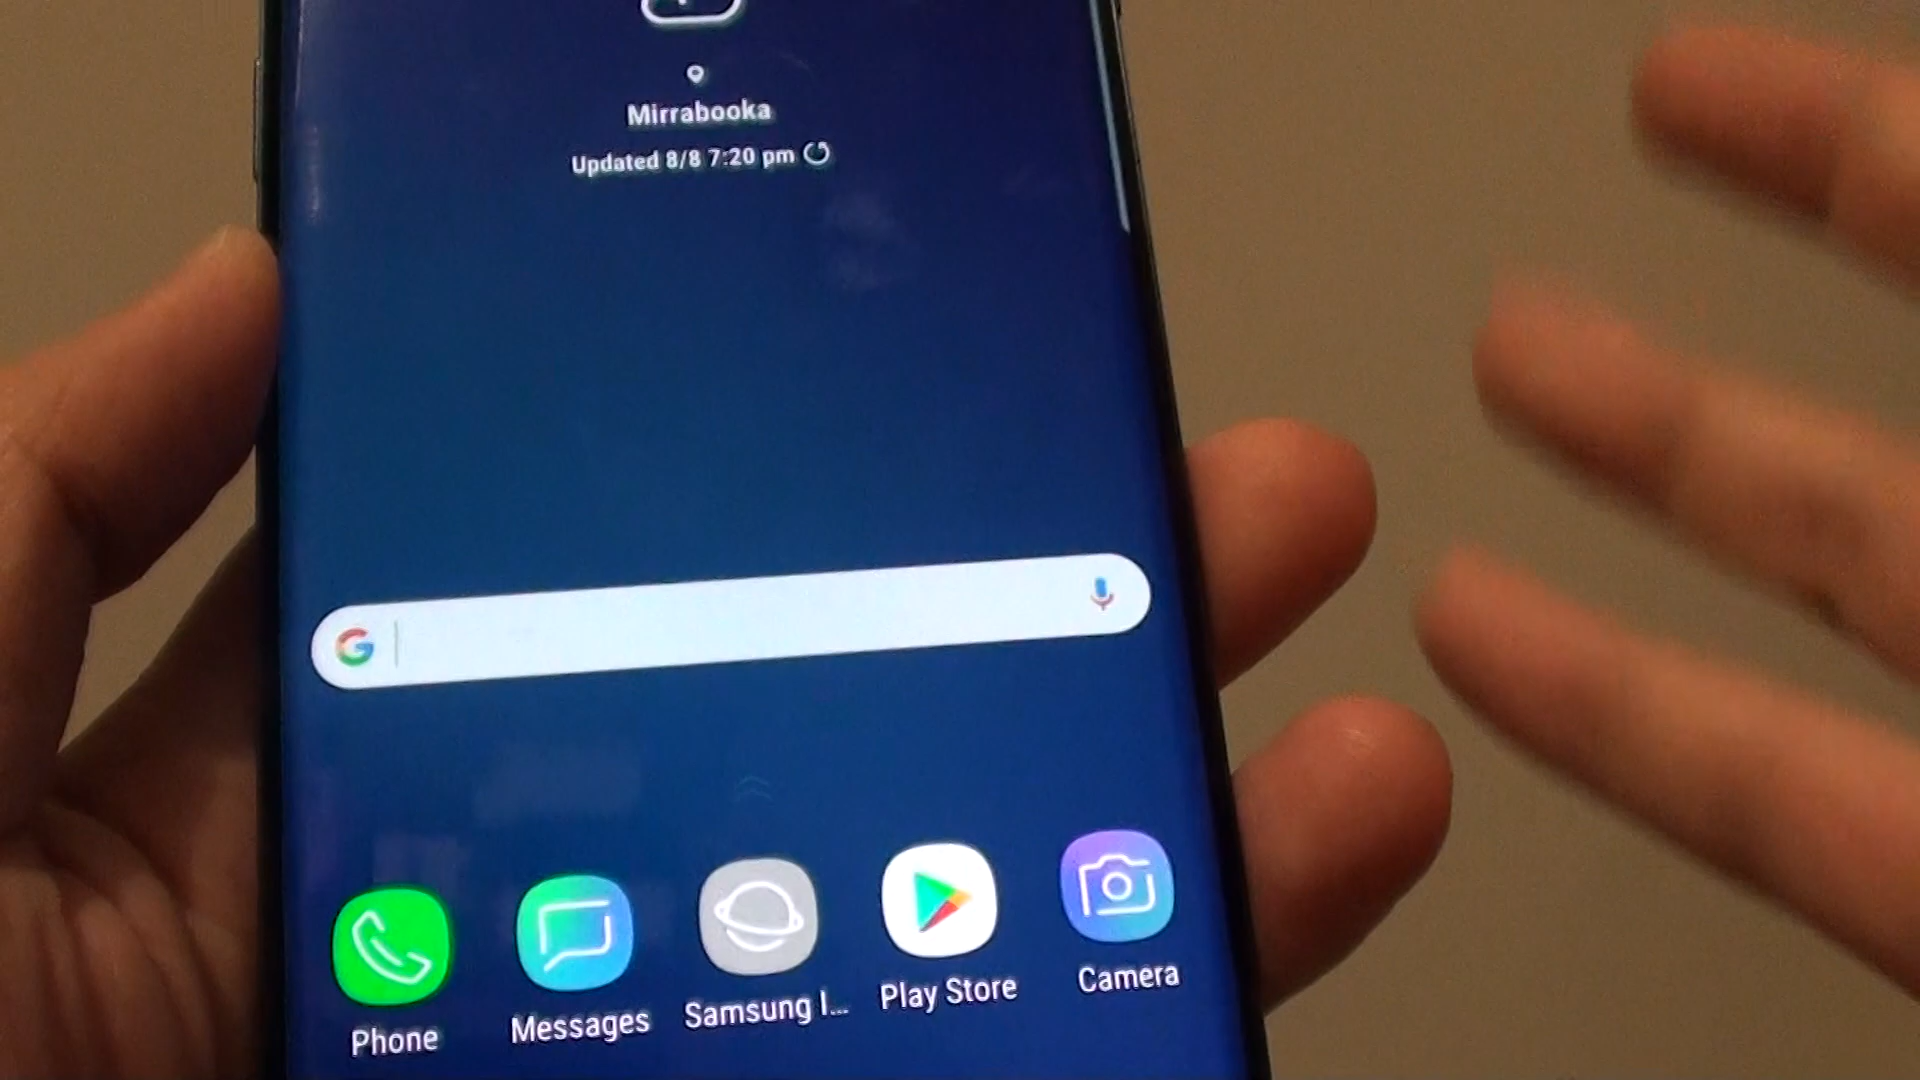 Mirrabooka
Updated 8/8 7:20 pm
G
Phone
Messages
Samsung I...
Play Store
Camera